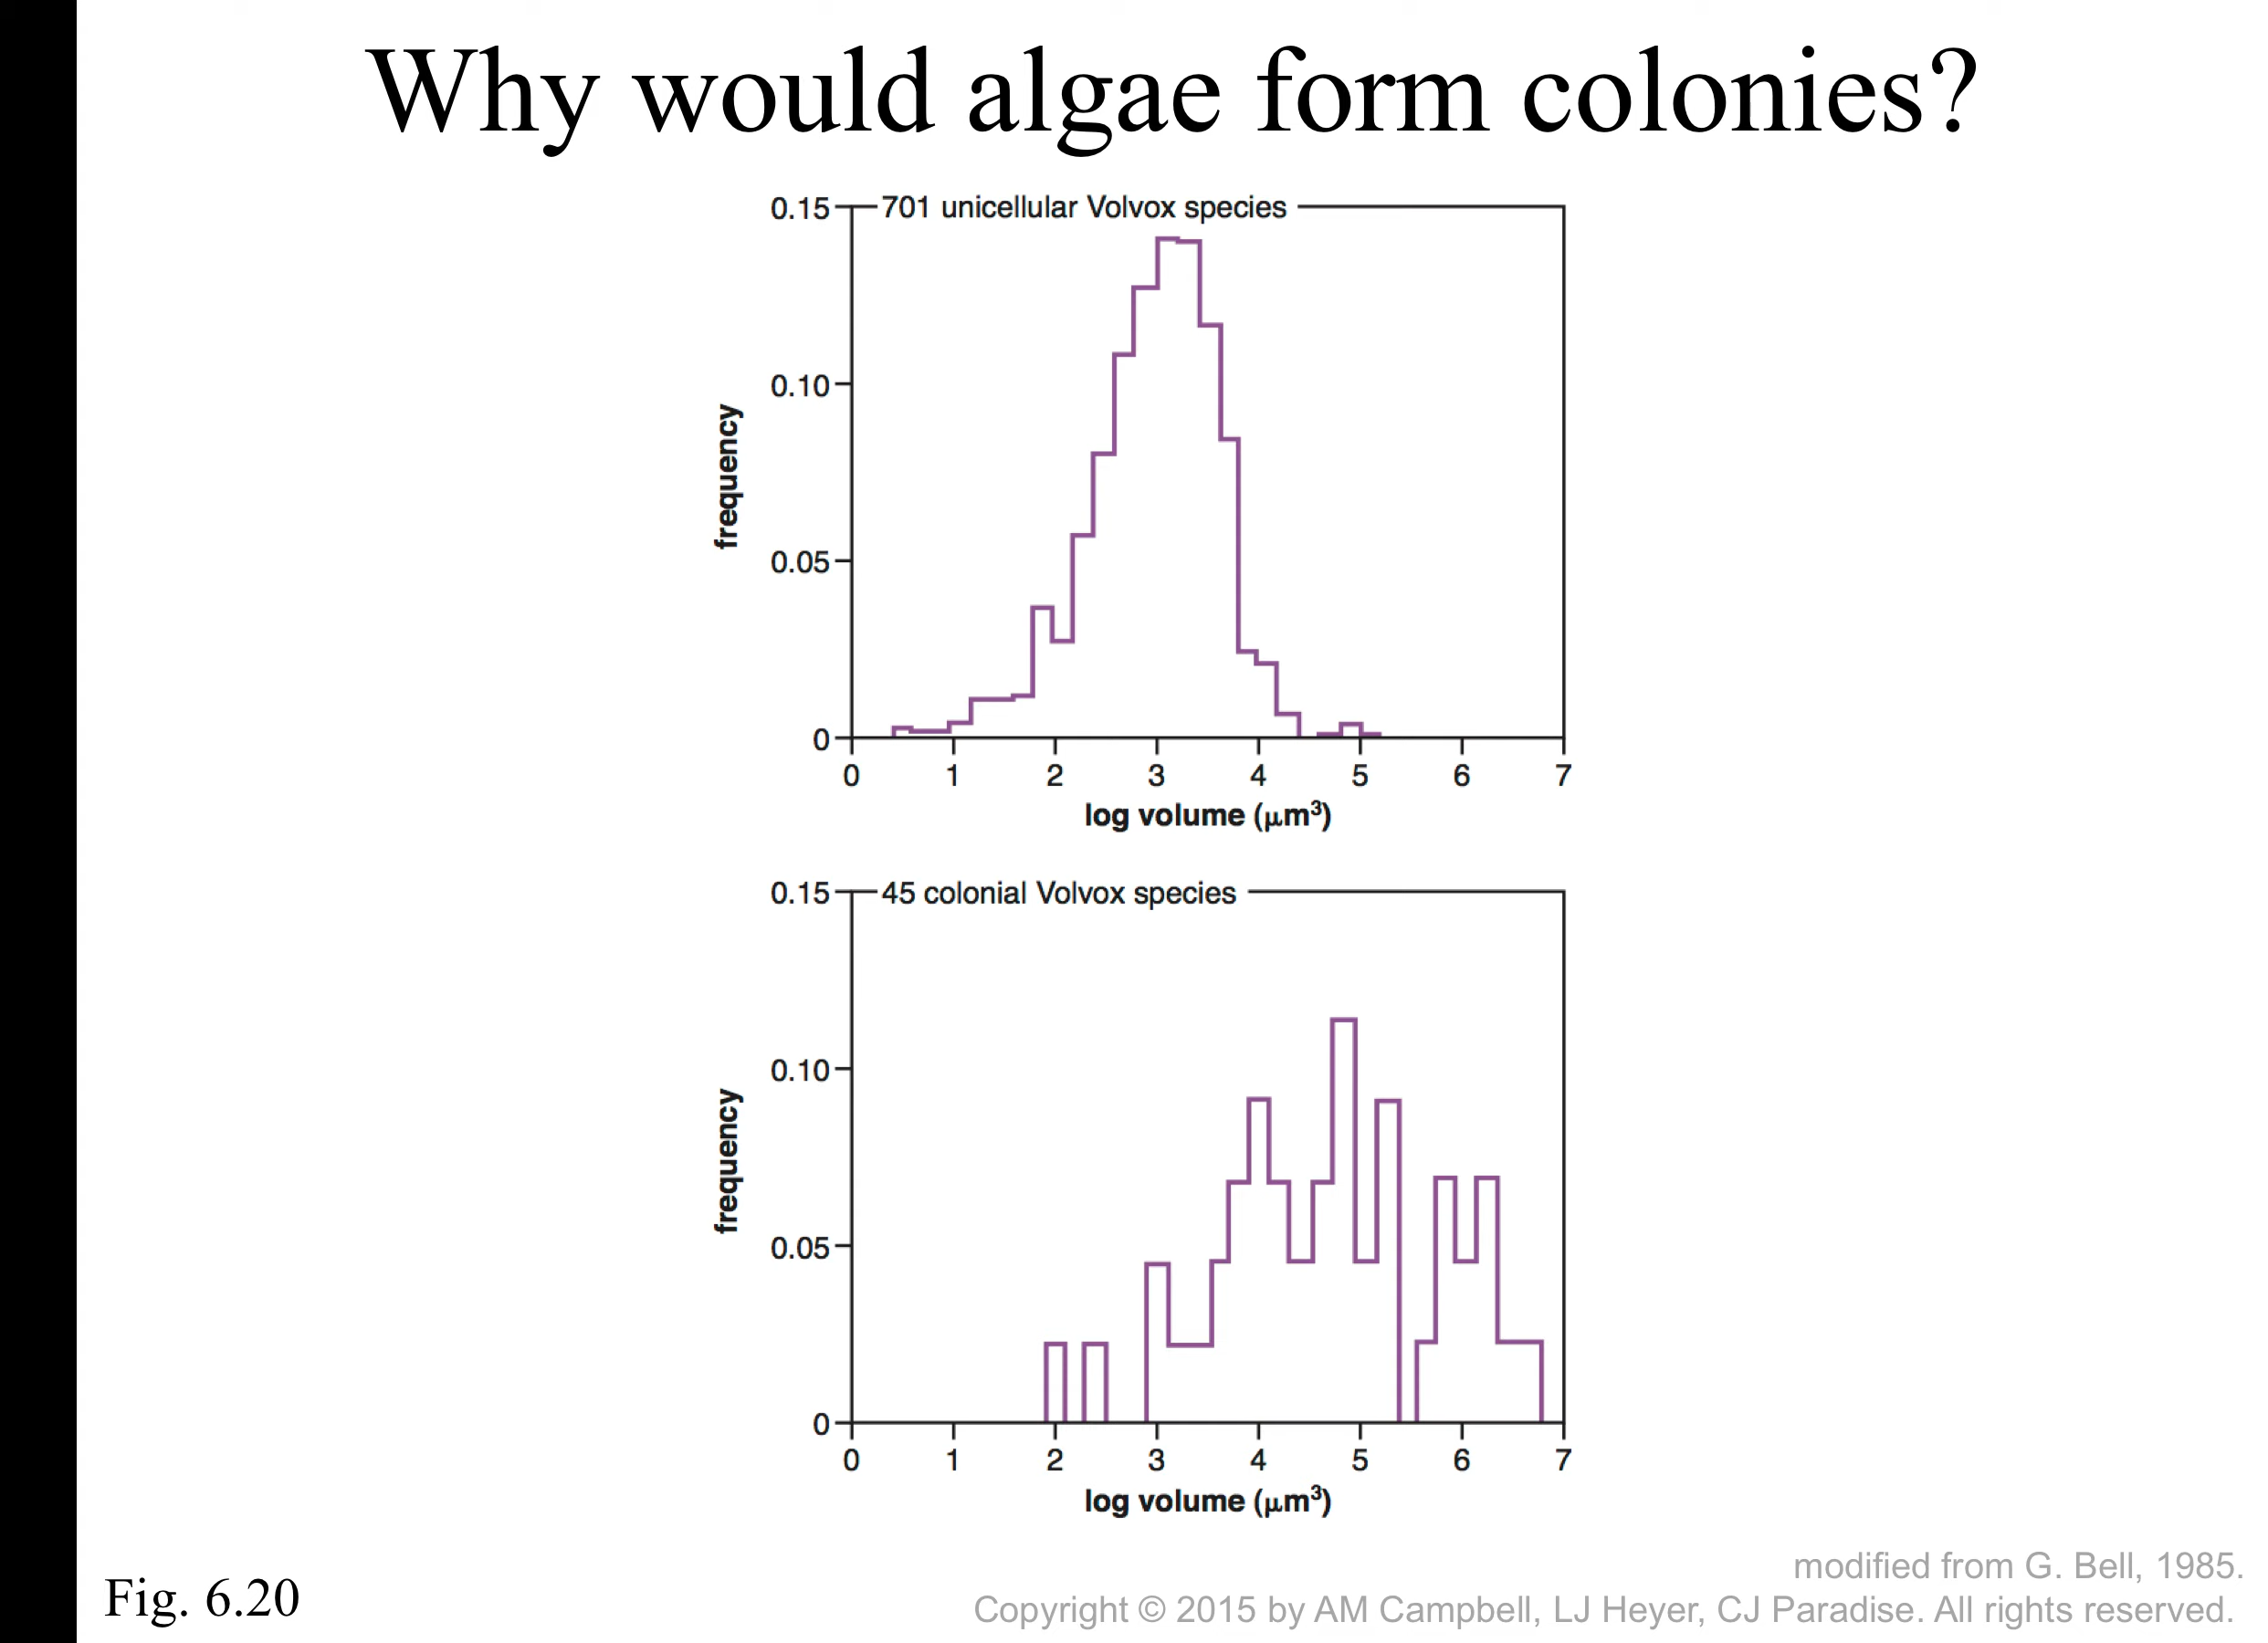 Why would algae form colonies?
701 unicellular Volvox species
0.15
0.10
0.05
0
frequency
0 1 2 3 4 5 6 7
log volume (μm³)
45 colonial Volvox species
0.15
0.10
0.05
0
frequency
0 1 2 3 4 5 6 7
log volume (μm³)
Fig. 6.20
modified from G. Bell, 1985.
Copyright © 2015 by AM Campbell, LJ Heyer, CJ Paradise. All rights reserved.